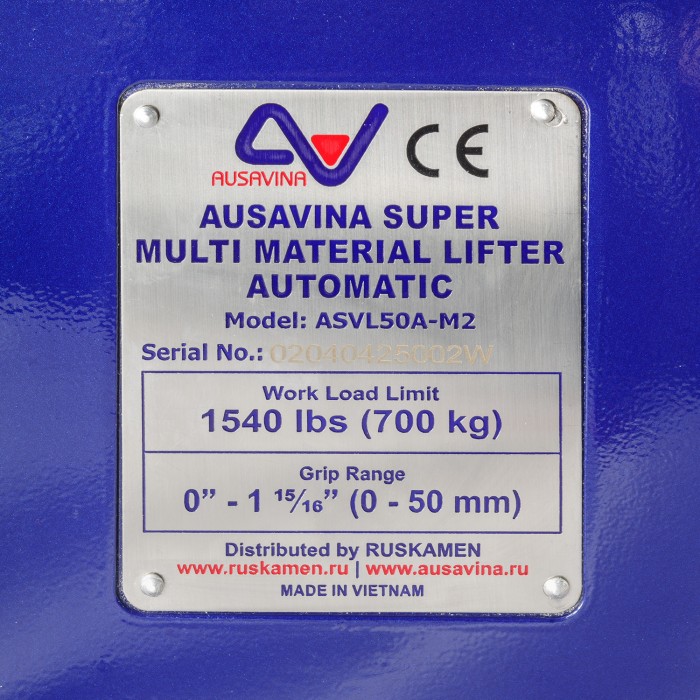 AUSAVINA
CE
AUSAVINA SUPER
MULTI MATERIAL LIFTER
AUTOMATIC
Model: ASVL50A-M2
Serial No.: 02040425002W
Work Load Limit
1540 lbs (700 kg)
Grip Range
0” - 1 15/16” (0 - 50 mm)
Distributed by RUSKAMEN
www.ruskamen.ru | www.ausavina.ru
MADE IN VIETNAM